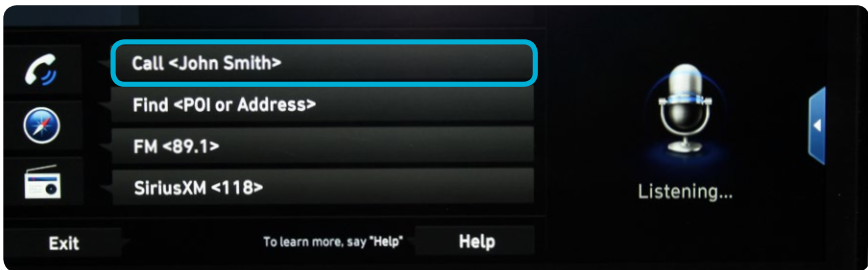 Call <John Smith>
Find <POI or Address>
FM <89.1>
SiriusXM <118>
Listening...
Exit
To learn more, say "Help"
Help